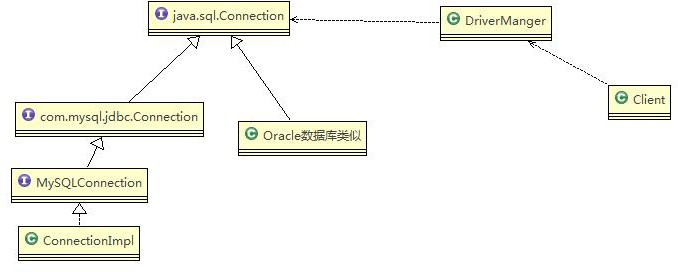 I java.sql.Connection
C DriverManger
C Client
I com.mysql.jdbc.Connection
C Oracle数据库类似
I MySQLConnection
C ConnectionImpl